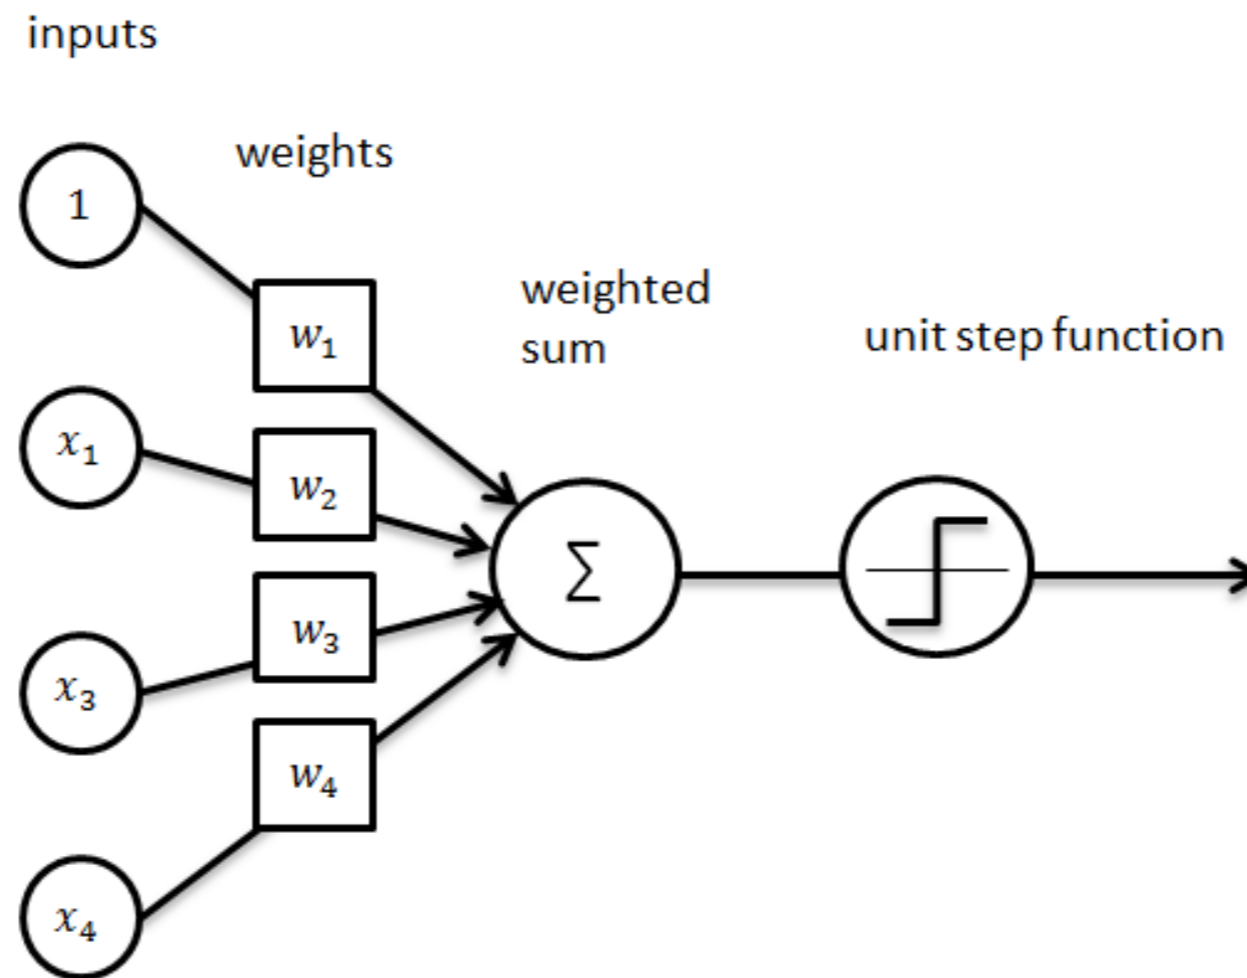 inputs
weights
1
w₁
weighted
sum
unit step function
x₁
w₂
∑
x₃
w₃
w₄
x₄